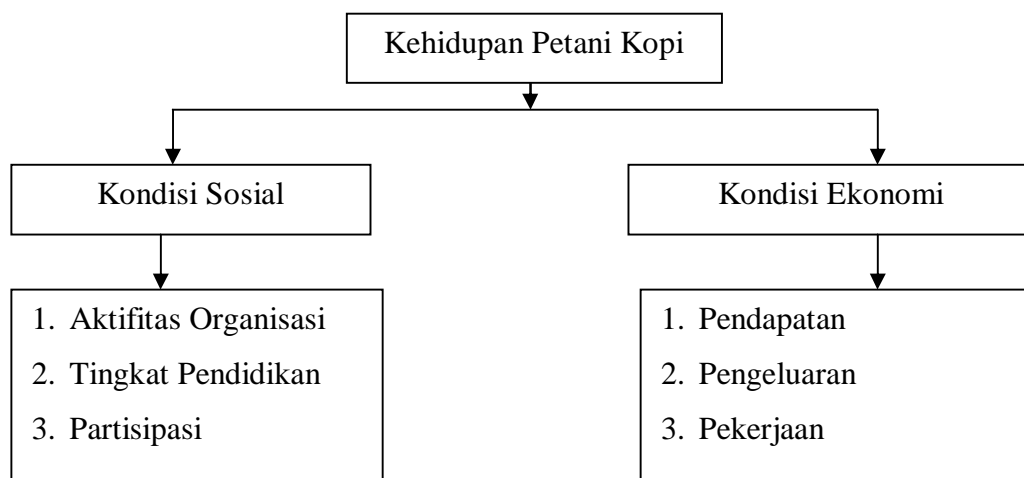 Kehidupan Petani Kopi
Kondisi Sosial
Kondisi Ekonomi
1. Aktifitas Organisasi
2. Tingkat Pendidikan
3. Partisipasi
1. Pendapatan
2. Pengeluaran
3. Pekerjaan